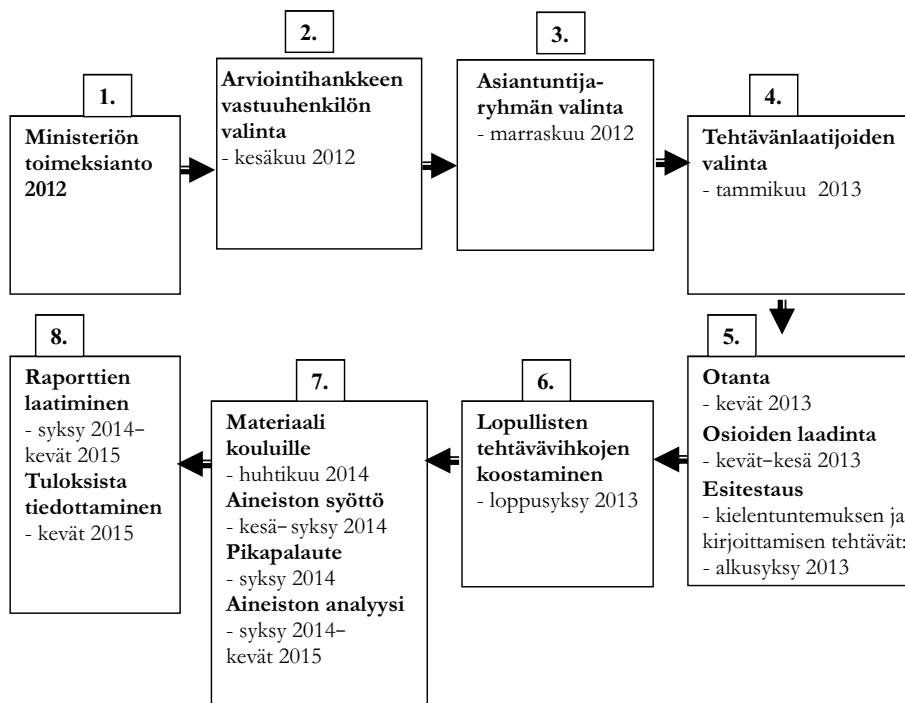 1.
Ministeriön
toimeksianto
2012
2.
Arviointihankkeen
vastuuhenkilön
valinta
- kesäkuu 2012
3.
Asiantuntija-
ryhmän valinta
- marraskuu 2012
4.
Tehtävänlaatijoiden
valinta
- tammikuu 2013
5.
Otanta
- kevät 2013
Osioiden laadinta
- kevät–kesä 2013
Esitestaus
- kielentuntemuksen ja
kirjoittamisen tehtävät:
- alkusyksy 2013
6.
Lopullisten
tehtävävihkojen
koostaminen
- loppusyksy 2013
7.
Materiaali
kouluille
- huhtikuu 2014
Aineiston syöttö
- kesä– syksy 2014
Pikapalaute
- syksy 2014
Aineiston analyysi
- syksy 2014–
kevät 2015
8.
Raporttien
laatiminen
- syksy 2014–
kevät 2015
Tuloksista
tiedottaminen
- kevät 2015